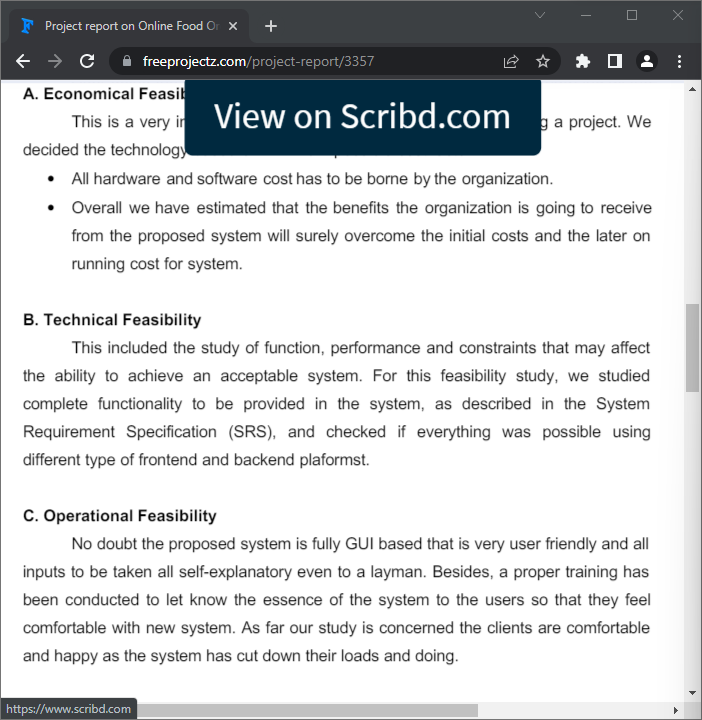 Project report on Online Food Or
freeprojectz.com/project-report/3357
A. Economical Feasib
View on Scribd.com
This is a very im g a project. We
decided the technology
• All hardware and software cost has to be borne by the organization.
• Overall we have estimated that the benefits the organization is going to receive
from the proposed system will surely overcome the initial costs and the later on
running cost for system.
B. Technical Feasibility
This included the study of function, performance and constraints that may affect
the ability to achieve an acceptable system. For this feasibility study, we studied
complete functionality to be provided in the system, as described in the System
Requirement Specification (SRS), and checked if everything was possible using
different type of frontend and backend plaformst.
C. Operational Feasibility
No doubt the proposed system is fully GUI based that is very user friendly and all
inputs to be taken all self-explanatory even to a layman. Besides, a proper training has
been conducted to let know the essence of the system to the users so that they feel
comfortable with new system. As far our study is concerned the clients are comfortable
and happy as the system has cut down their loads and doing.
https://www.scribd.com